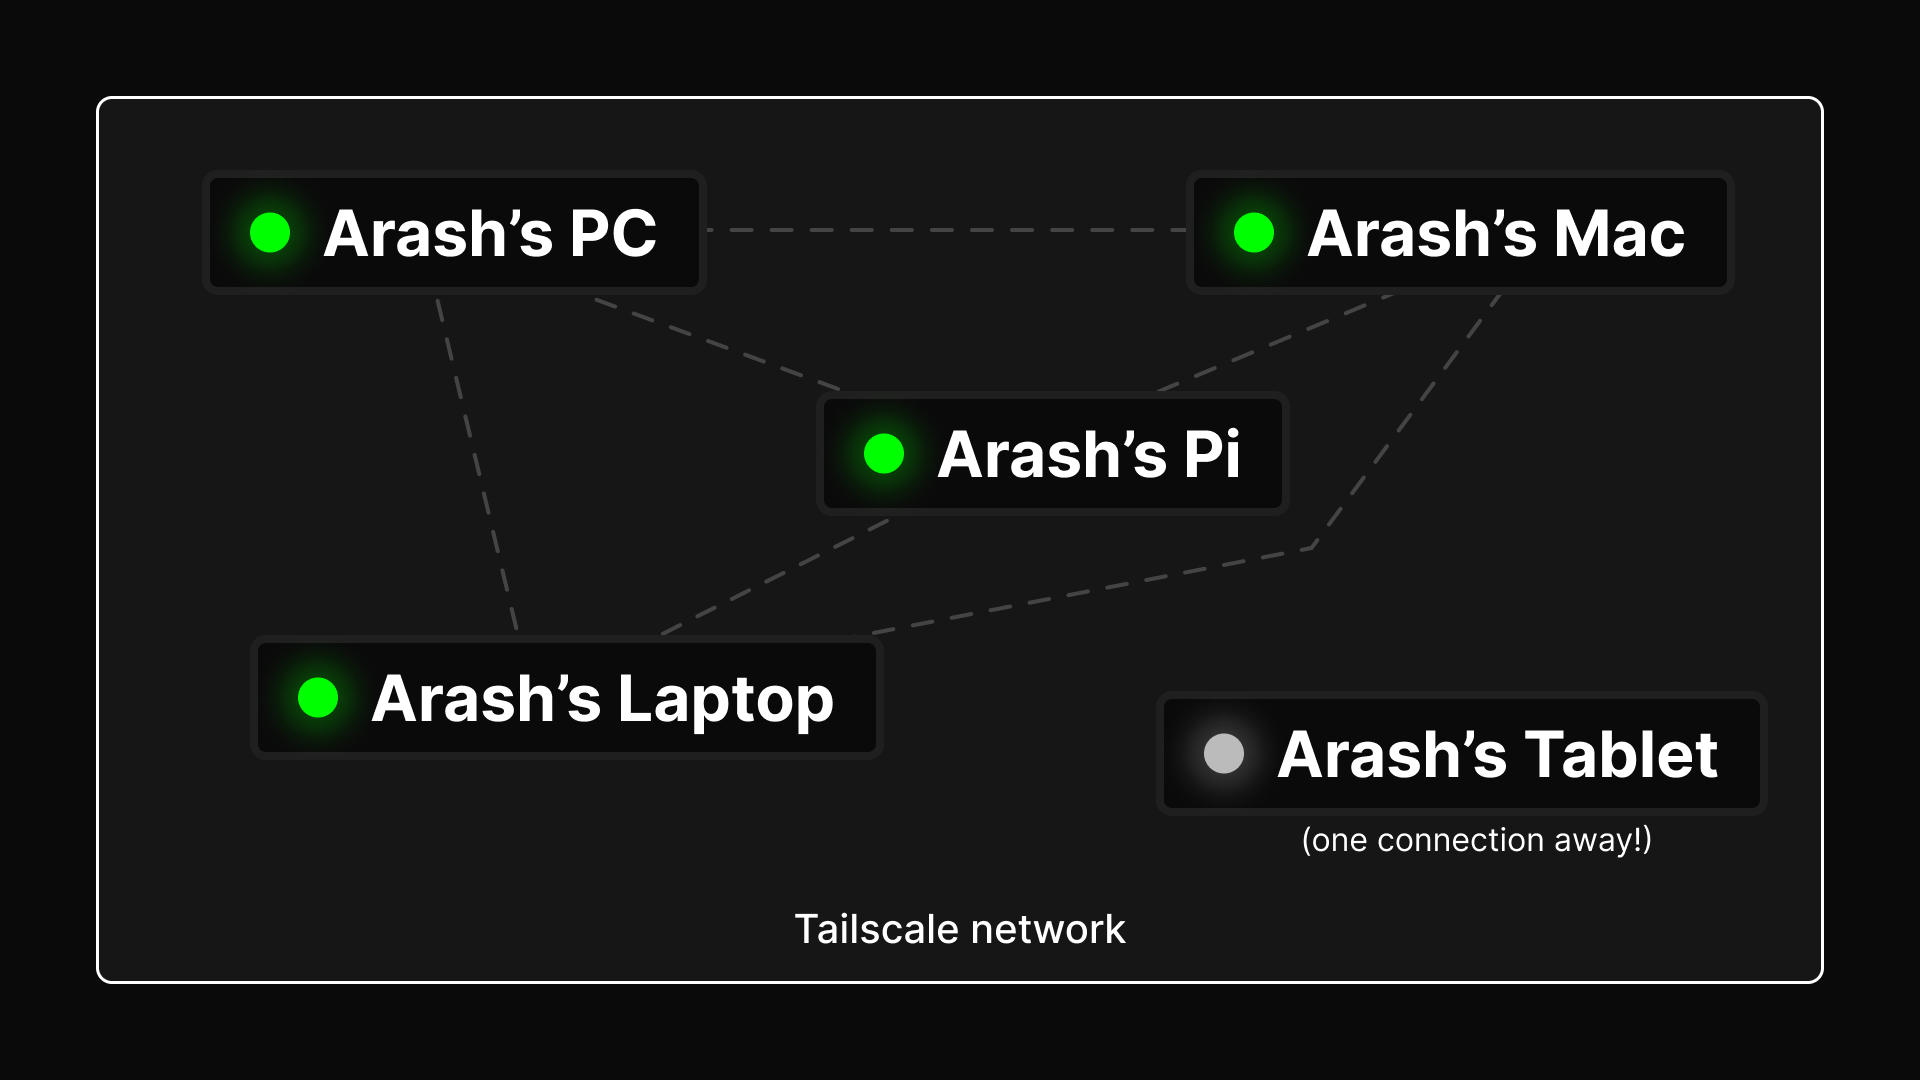 Arash’s PC
Arash’s Mac
Arash’s Pi
Arash’s Laptop
Arash’s Tablet
(one connection away!)
Tailscale network